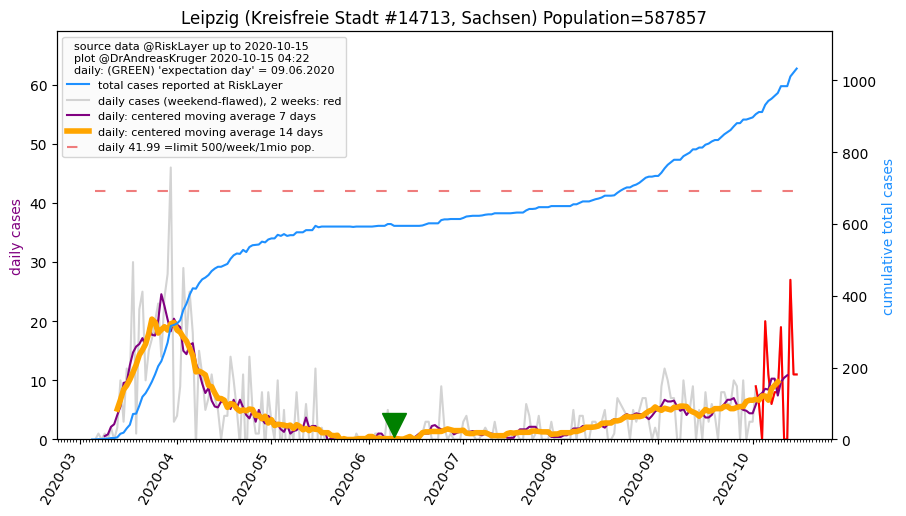 Leipzig (Kreisfreie Stadt #14713, Sachsen) Population=587857
source data @RiskLayer up to 2020-10-15
plot @DrAndreasKruger 2020-10-15 04:22
daily: (GREEN) 'expectation day' = 09.06.2020
total cases reported at RiskLayer
daily cases (weekend-flawed), 2 weeks: red
daily: centered moving average 7 days
daily: centered moving average 14 days
daily 41.99 =limit 500/week/1mio pop.
daily cases
60
50
40
30
20
10
0
cumulative total cases
1000
800
600
400
200
0
2020-03
2020-04
2020-05
2020-06
2020-07
2020-08
2020-09
2020-10